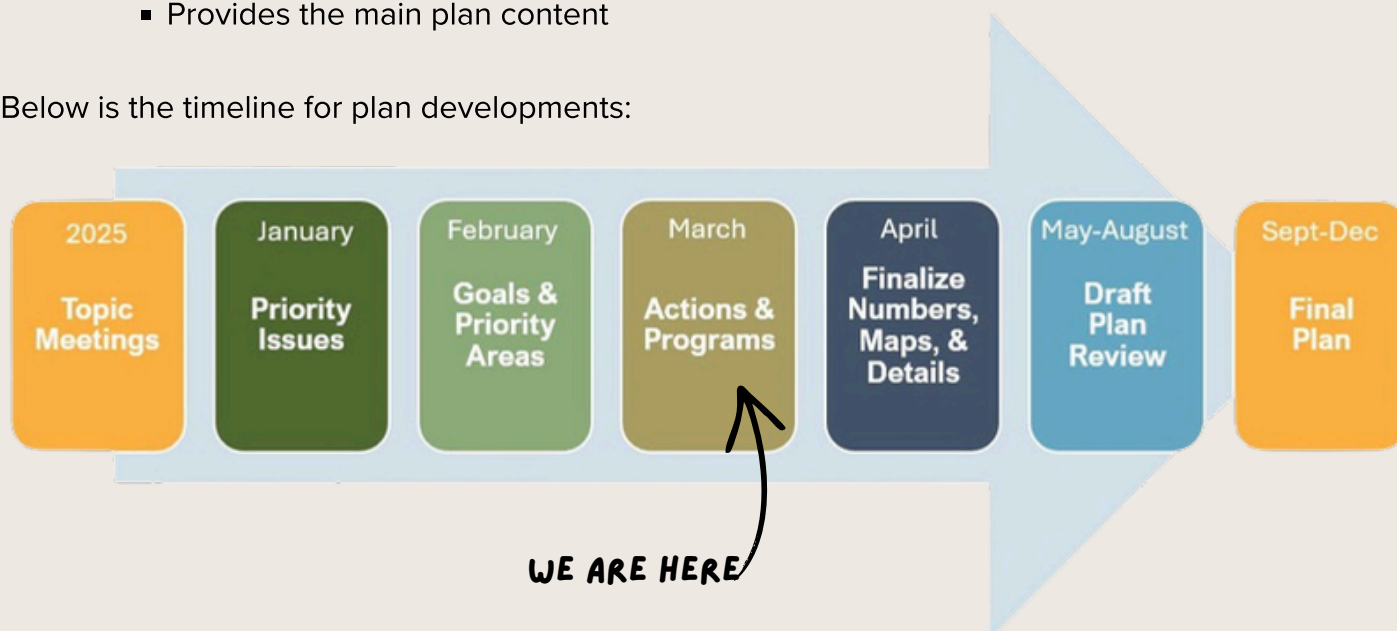 ▪ Provides the main plan content
Below is the timeline for plan developments:
2025
Topic
Meetings
January
Priority
Issues
February
Goals &
Priority
Areas
March
Actions &
Programs
April
Finalize
Numbers,
Maps, &
Details
May-August
Draft
Plan
Review
Sept-Dec
Final
Plan
WE ARE HERE